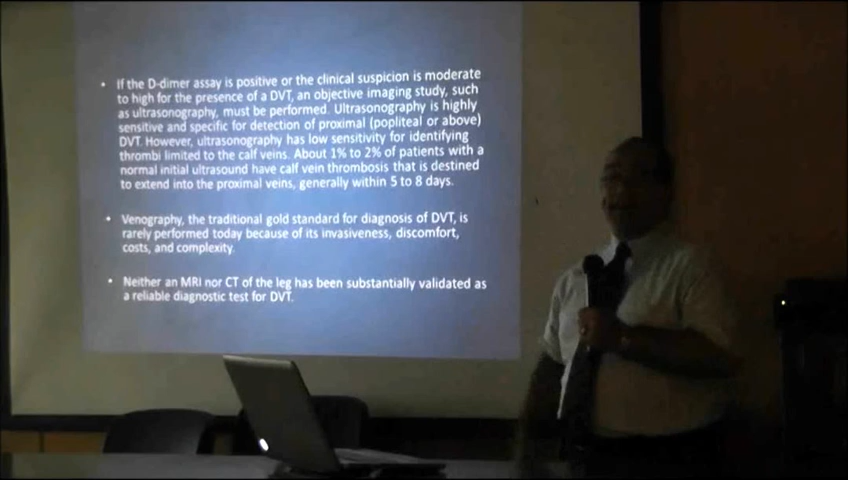 • If the D-dimer assay is positive or the clinical suspicion is moderate
to high for the presence of a DVT, an objective imaging study, such
as ultrasonography, must be performed. Ultrasonography is highly
sensitive and specific for detection of proximal (popliteal or above)
DVT. However, ultrasonography has low sensitivity for identifying
thrombi limited to the calf veins. About 1% to 2% of patients with a
normal initial ultrasound have calf vein thrombosis that is destined
to extend into the proximal veins, generally within 5 to 8 days.
• Venography, the traditional gold standard for diagnosis of DVT, is
rarely performed today because of its invasiveness, discomfort,
costs, and complexity.
• Neither an MRI nor CT of the leg has been substantially validated as
a reliable diagnostic test for DVT.